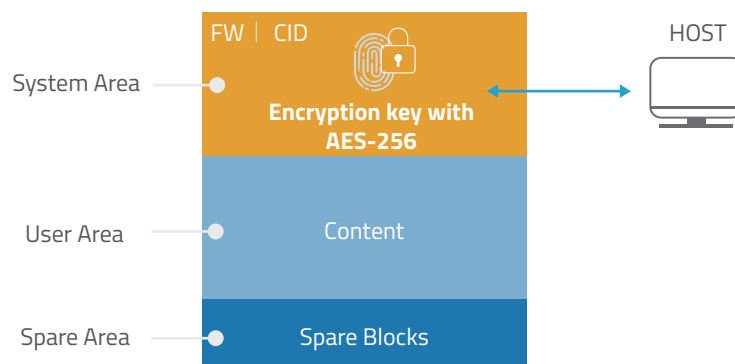 FW | CID
HOST
System Area
Encryption key with
AES-256
User Area
Content
Spare Area
Spare Blocks